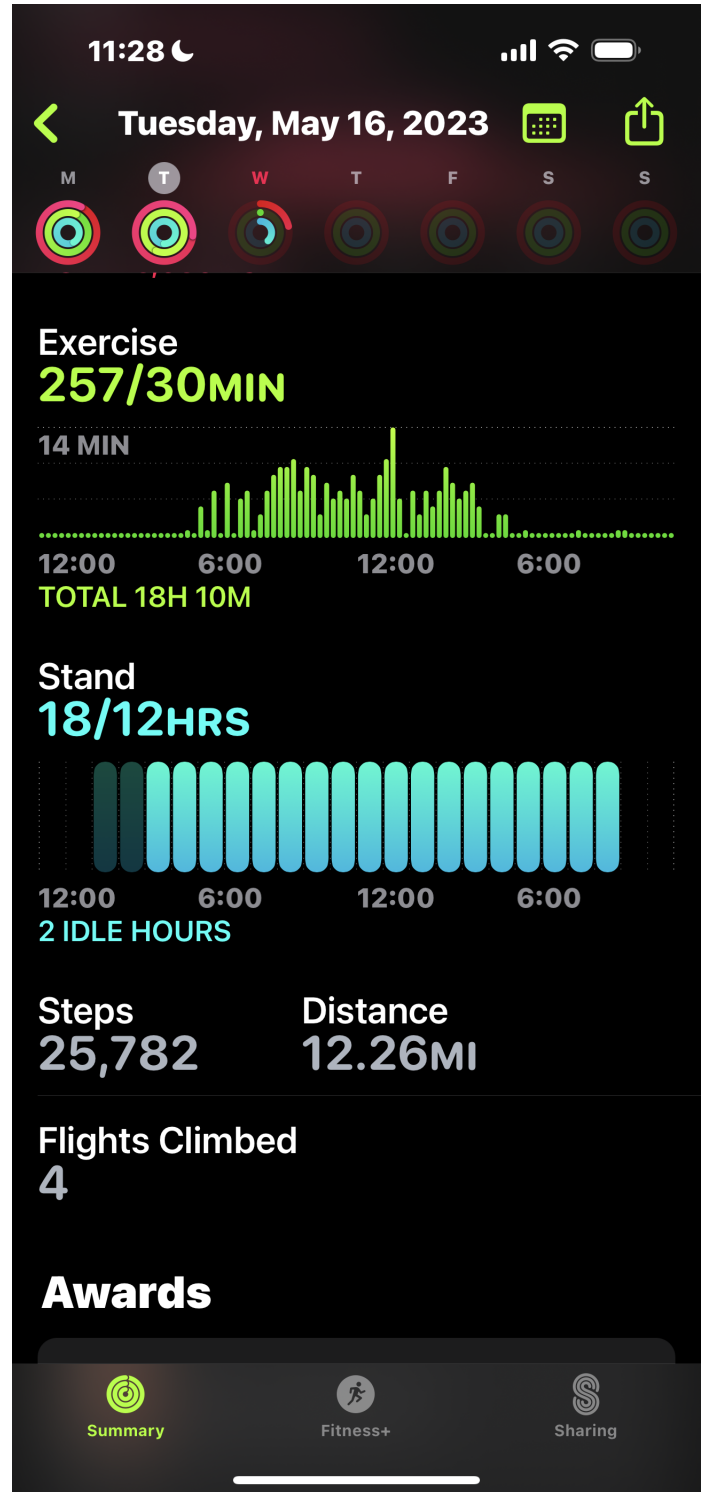 11:28
Tuesday, May 16, 2023
M T W T F S S
Exercise
257/30MIN
14 MIN
12:00 6:00 12:00 6:00
TOTAL 18H 10M
Stand
18/12HRS
12:00 6:00 12:00 6:00
2 IDLE HOURS
Steps Distance
25,782 12.26MI
Flights Climbed
4
Awards
Summary Fitness+ Sharing